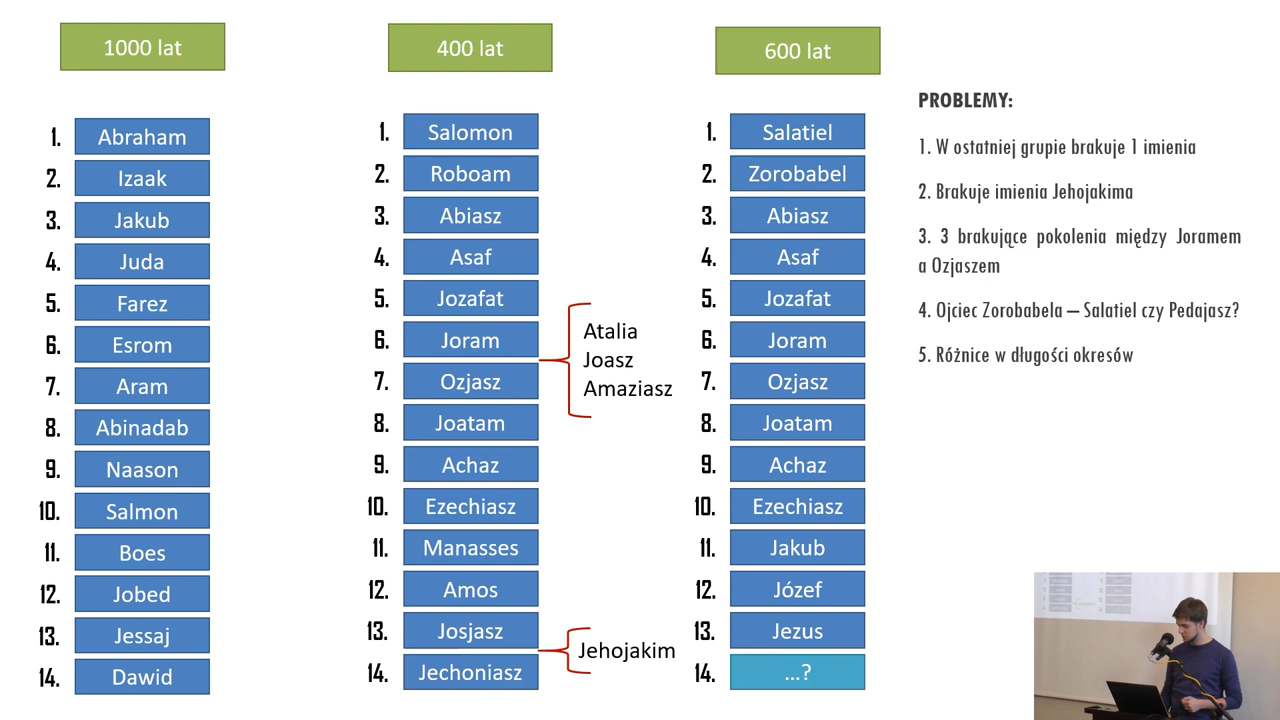 1000 lat
1. Abraham
2. Izaak
3. Jakub
4. Juda
5. Farez
6. Esrom
7. Aram
8. Abinadab
9. Naason
10. Salmon
11. Boes
12. Jobed
13. Jessaj
14. Dawid
400 lat
1. Salomon
2. Roboam
3. Abiasz
4. Asaf
5. Jozafat
6. Joram
7. Ozjasz
8. Joatam
9. Achaz
10. Ezechiasz
11. Manasses
12. Amos
13. Josjasz
14. Jechoniasz
Atalia
Joasz
Amaziasz
Jehojakim
600 lat
1. Salatiel
2. Zorobabel
3. Abiasz
4. Asaf
5. Jozafat
6. Joram
7. Ozjasz
8. Joatam
9. Achaz
10. Ezechiasz
11. Jakub
12. Józef
13. Jezus
14. ...?
PROBLEMY:
1. W ostatniej grupie brakuje 1 imienia
2. Brakuje imienia Jehojakima
3. 3 brakujące pokolenia między Joramem
a Ozjaszem
4. Ojciec Zorobabela – Salatiel czy Pedajasz?
5. Różnice w długości okresów